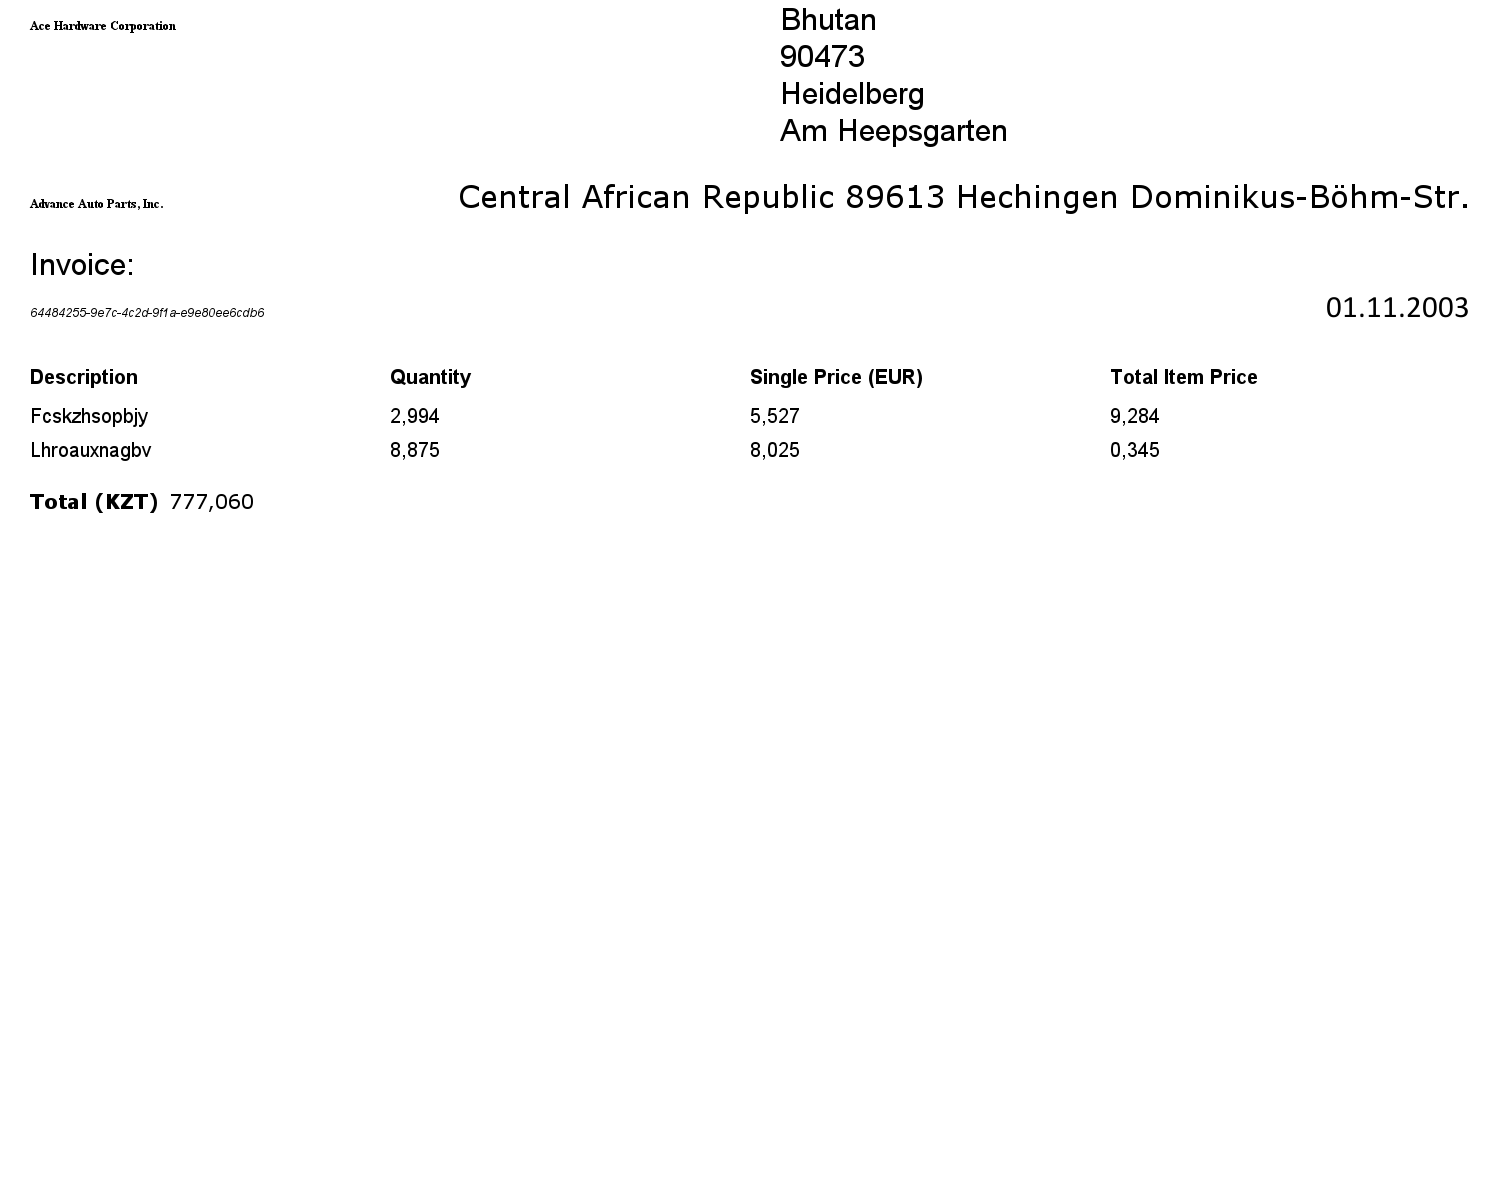 Ace Hardware Corporation
Bhutan
90473
Heidelberg
Am Heepsgarten
Advance Auto Parts, Inc. Central African Republic 89613 Hechingen Dominikus-Böhm-Str.
Invoice:
64484255-9e7c-4c2d-9f1a-e9e80ee6cdb6 01.11.2003
Description Quantity Single Price (EUR) Total Item Price
Fcskzhsopbjy 2,994 5,527 9,284
Lhroauxnagbv 8,875 8,025 0,345
Total (KZT) 777,060